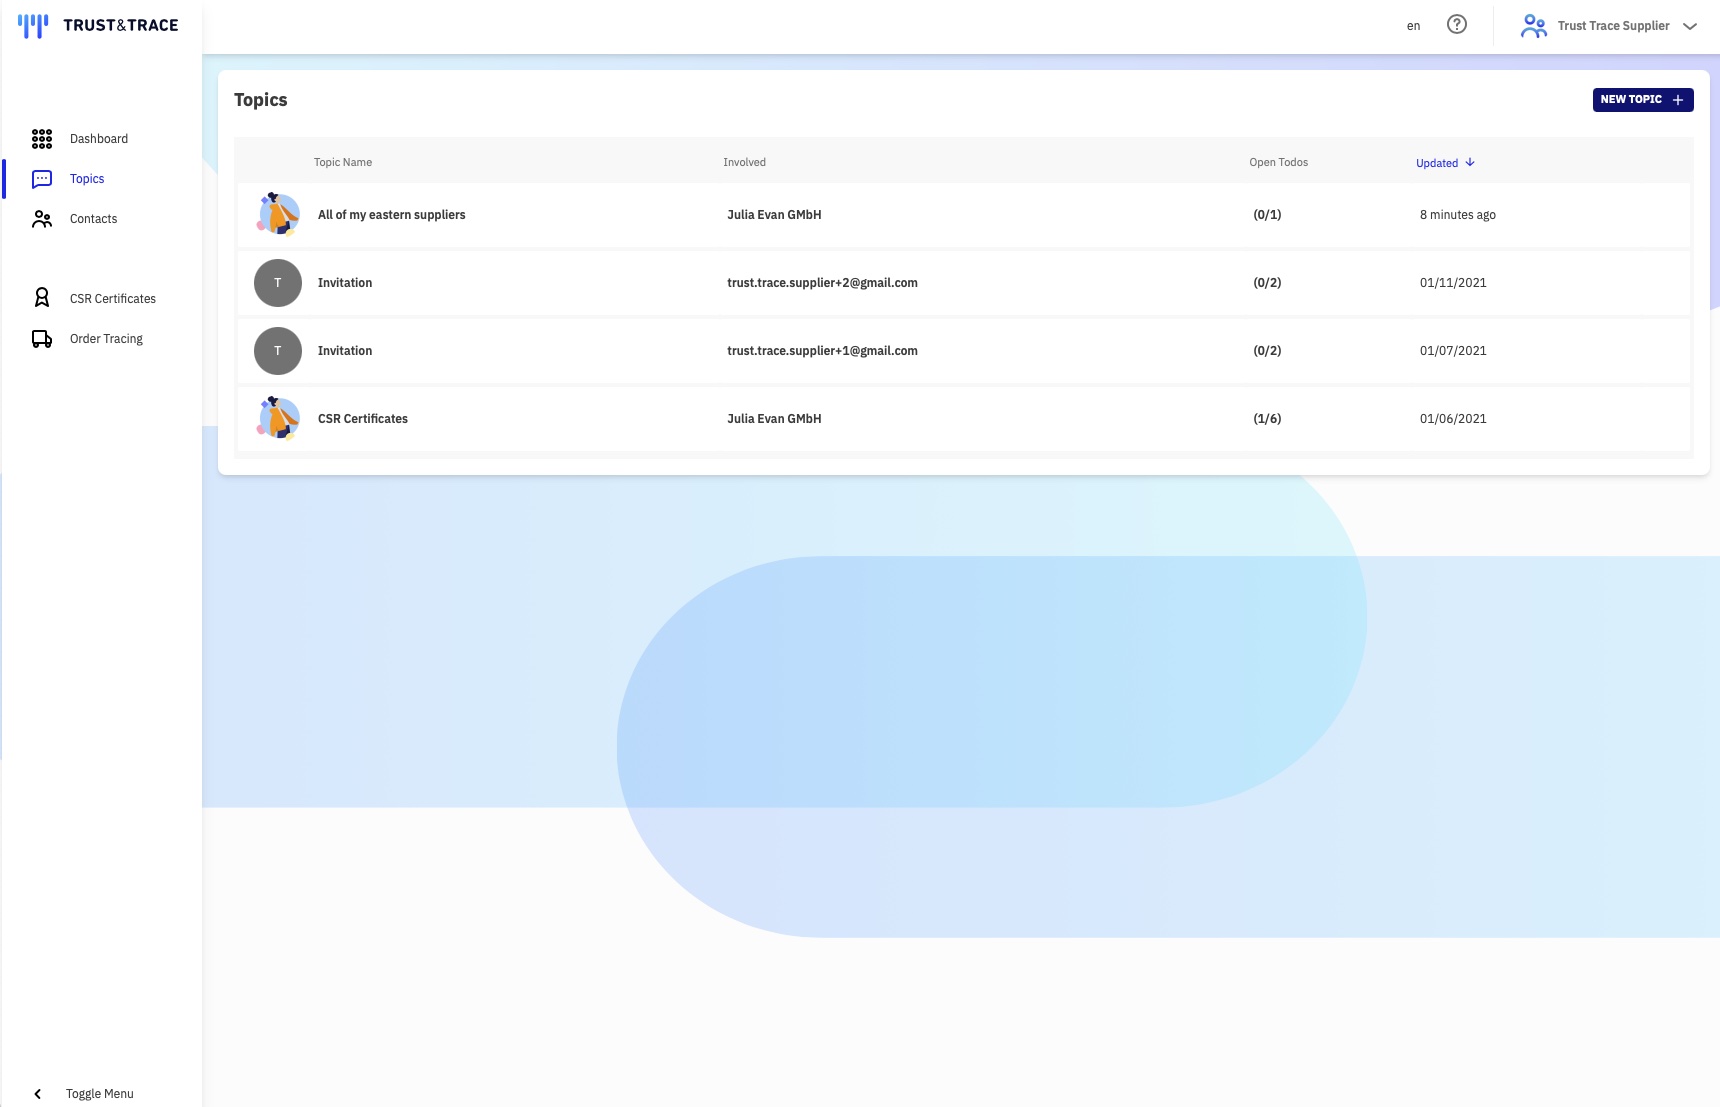 TRUST&TRACE
en
Trust Trace Supplier
Dashboard
Topics
Contacts
CSR Certificates
Order Tracing
Toggle Menu
Topics
NEW TOPIC
Topic Name Involved Open Todos Updated
All of my eastern suppliers Julia Evan GMbH (0/1) 8 minutes ago
T Invitation trust.trace.supplier+2@gmail.com (0/2) 01/11/2021
T Invitation trust.trace.supplier+1@gmail.com (0/2) 01/07/2021
CSR Certificates Julia Evan GMbH (1/6) 01/06/2021